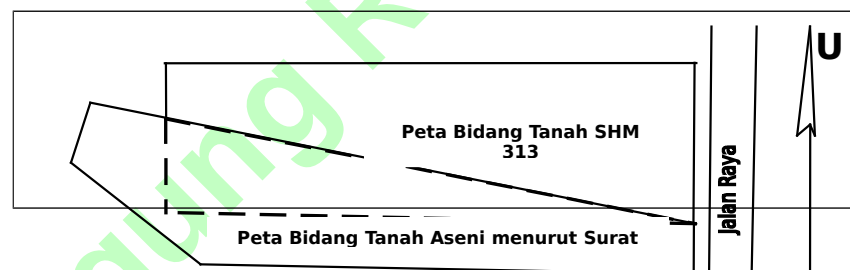 U
Peta Bidang Tanah SHM
313
Jalan Raya
Peta Bidang Tanah Aseni menurut Surat